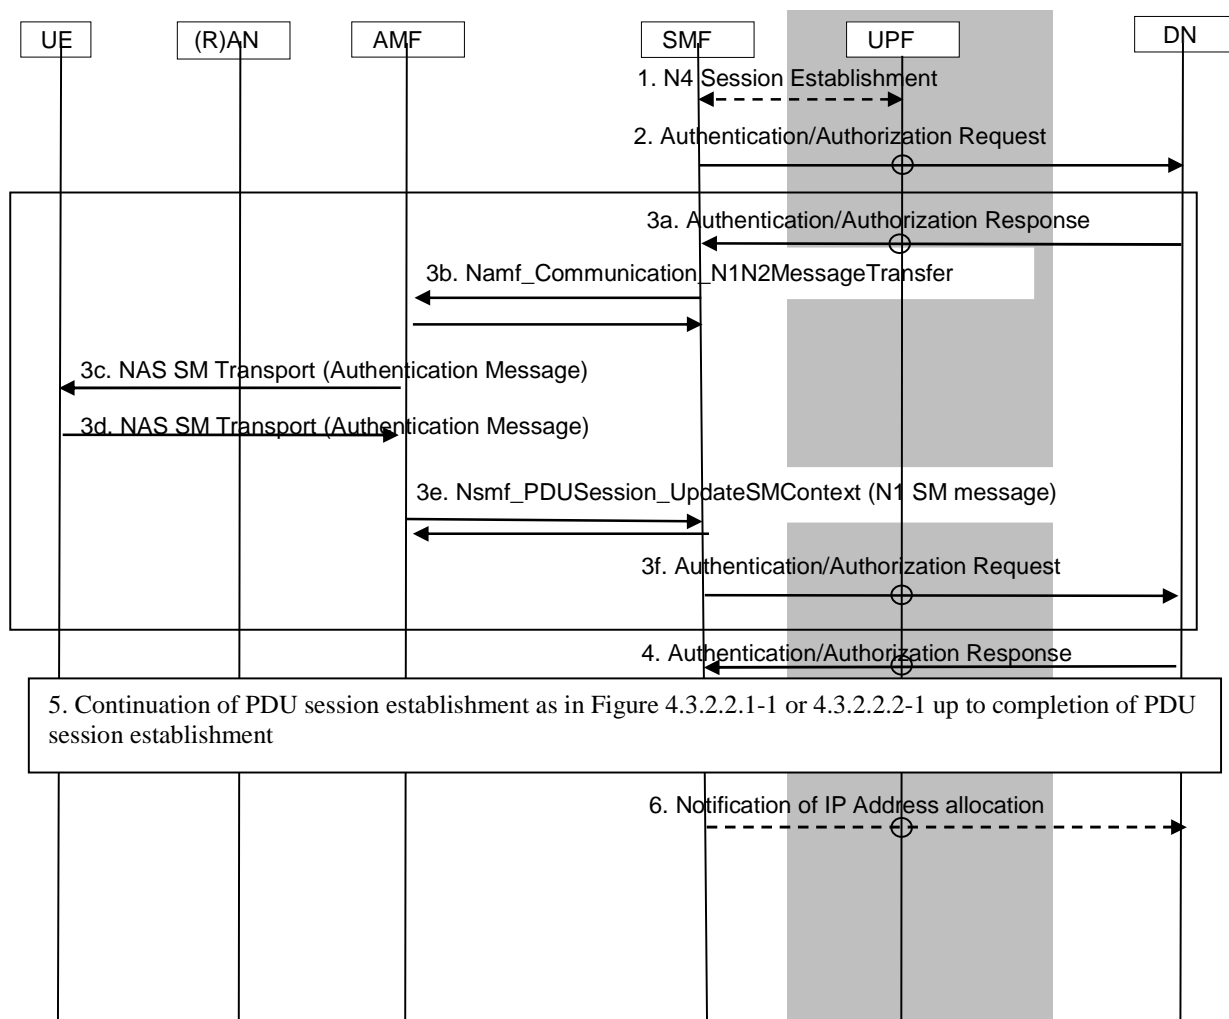 UE
(R)AN
AMF
SMF
UPF
DN
1. N4 Session Establishment
2. Authentication/Authorization Request
3a. Authentication/Authorization Response
3b. Namf_Communication_N1N2MessageTransfer
3c. NAS SM Transport (Authentication Message)
3d. NAS SM Transport (Authentication Message)
3e. Nsmf_PDUSession_UpdateSMContext (N1 SM message)
3f. Authentication/Authorization Request
4. Authentication/Authorization Response
5. Continuation of PDU session establishment as in Figure 4.3.2.2.1-1 or 4.3.2.2.2-1 up to completion of PDU
session establishment
6. Notification of IP Address allocation